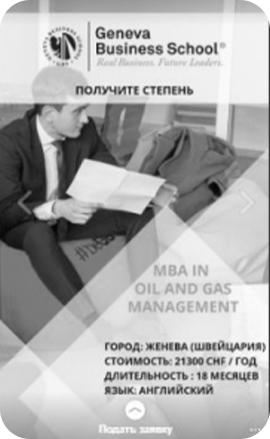 Geneva
Business School®
Real Business. Future Leaders.
ПОЛУЧИТЕ СТЕПЕНЬ
MBA IN
OIL AND GAS
MANAGEMENT
ГОРОД: ЖЕНЕВА (ШВЕЙЦАРИЯ)
СТОИМОСТЬ: 21300 CHF / ГОД
ДЛИТЕЛЬНОСТЬ : 18 МЕСЯЦЕВ
ЯЗЫК: АНГЛИЙСКИЙ
Подать заявку